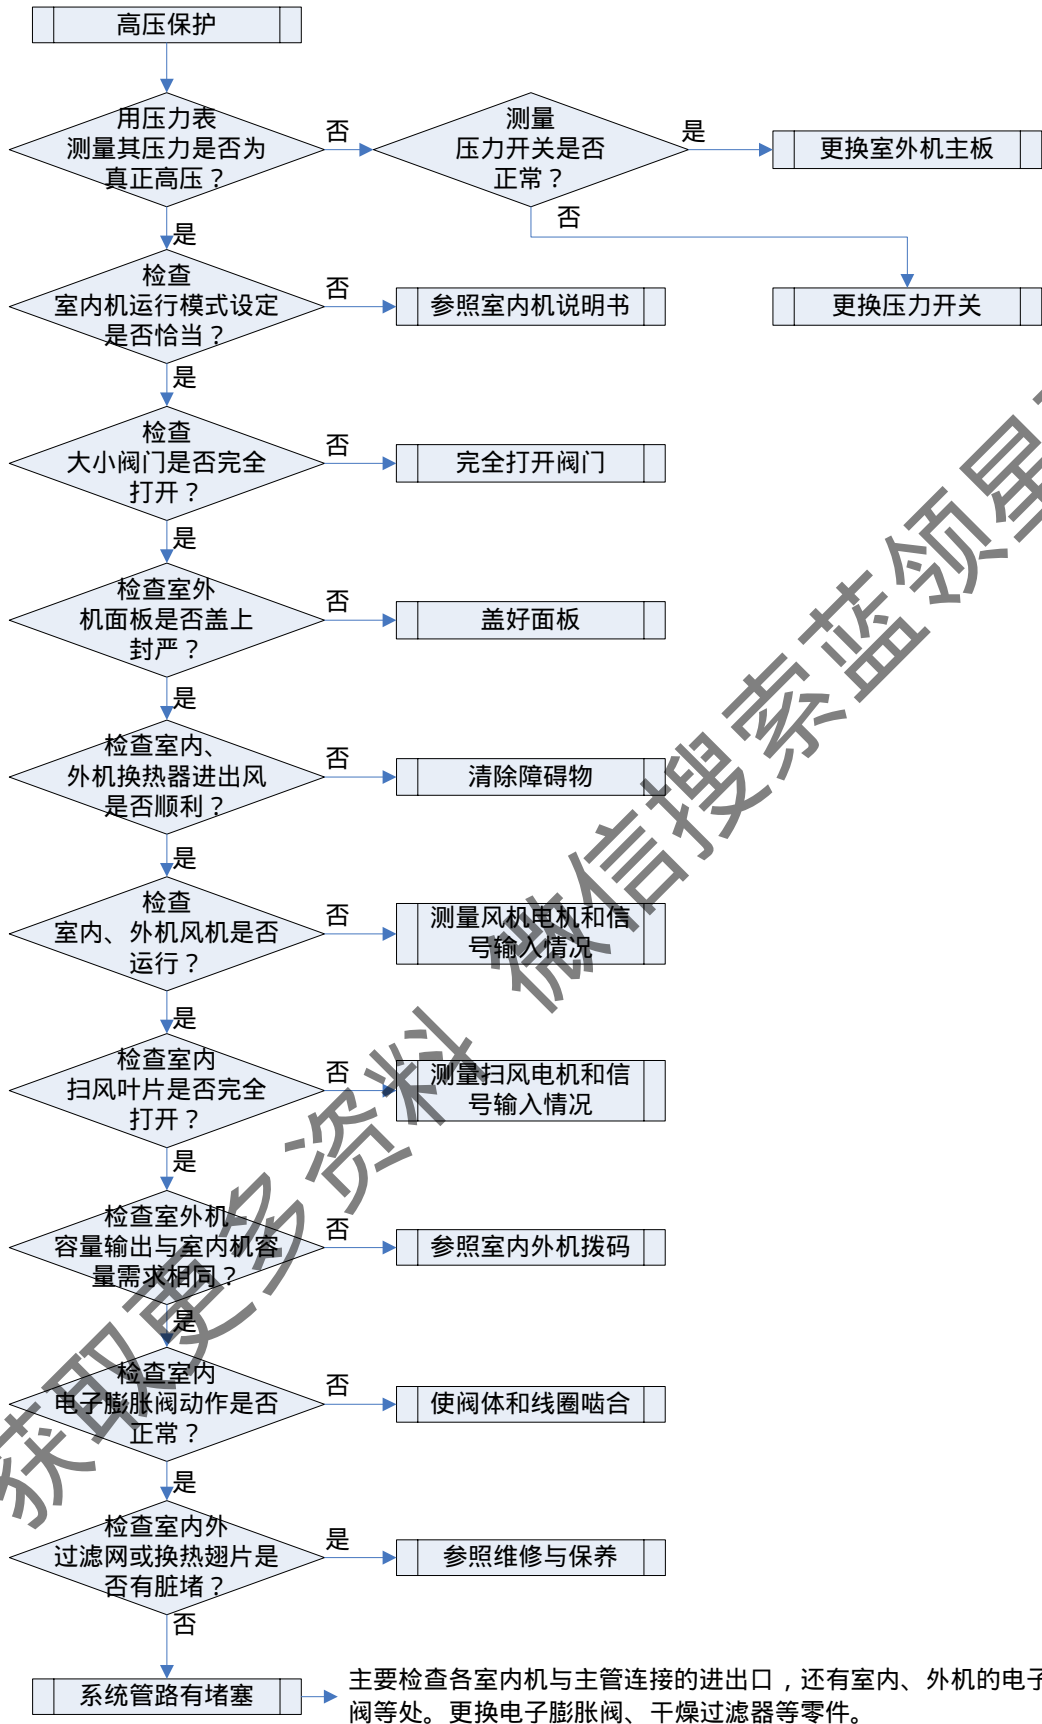 高压保护
用压力表
测量其压力是否为
真正高压？
否
测量
压力开关是否
正常？
是
更换室外机主板
否
更换压力开关
是
检查
室内机运行模式设定
是否恰当？
否
参照室内机说明书
是
检查
大小阀门是否完全
打开？
否
完全打开阀门
是
检查室外
机面板是否盖上
封严？
否
盖好面板
是
检查室内、
外机换热器进出风
是否顺利？
否
清除障碍物
是
检查
室内、外机风机是否
运行？
否
测量风机电机和信
号输入情况
是
检查室内
扫风叶片是否完全
打开？
否
测量扫风电机和信
号输入情况
是
检查室外机
容量输出与室内机容
量需求相同？
否
参照室内外机拨码
是
检查室内
电子膨胀阀动作是否
正常？
否
使阀体和线圈啮合
是
检查室内外
过滤网或换热翅片是
否有脏堵？
是
参照维修与保养
否
系统管路有堵塞
主要检查各室内机与主管连接的进出口，还有室内、外机的电子
阀等处。更换电子膨胀阀、干燥过滤器等零件。
获取更多资料 微信搜索蓝领星